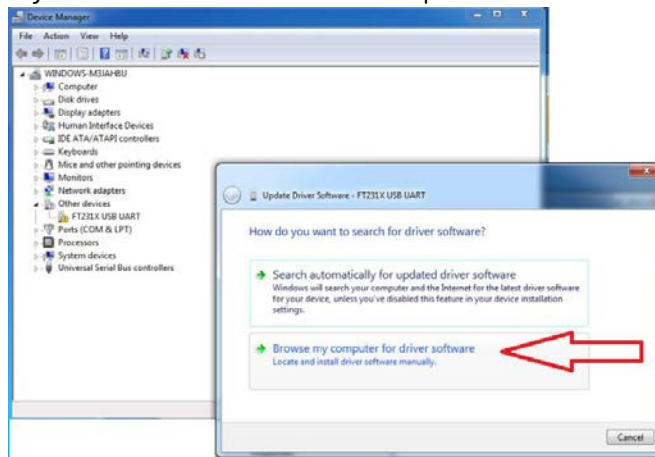 Device Manager
File Action View Help
WINDOWS-M3IAHBU
Computer
Disk drives
Display adapters
Human Interface Devices
IDE ATA/ATAPI controllers
Keyboards
Mice and other pointing devices
Monitors
Network adapters
Other devices
FT231X USB UART
Ports (COM & LPT)
Processors
System devices
Universal Serial Bus controllers
Update Driver Software - FT231X USB UART
How do you want to search for driver software?
Search automatically for updated driver software
Windows will search your computer and the Internet for the latest driver software
for your device, unless you've disabled this feature in your device installation
settings.
Browse my computer for driver software
Locate and install driver software manually.
Cancel